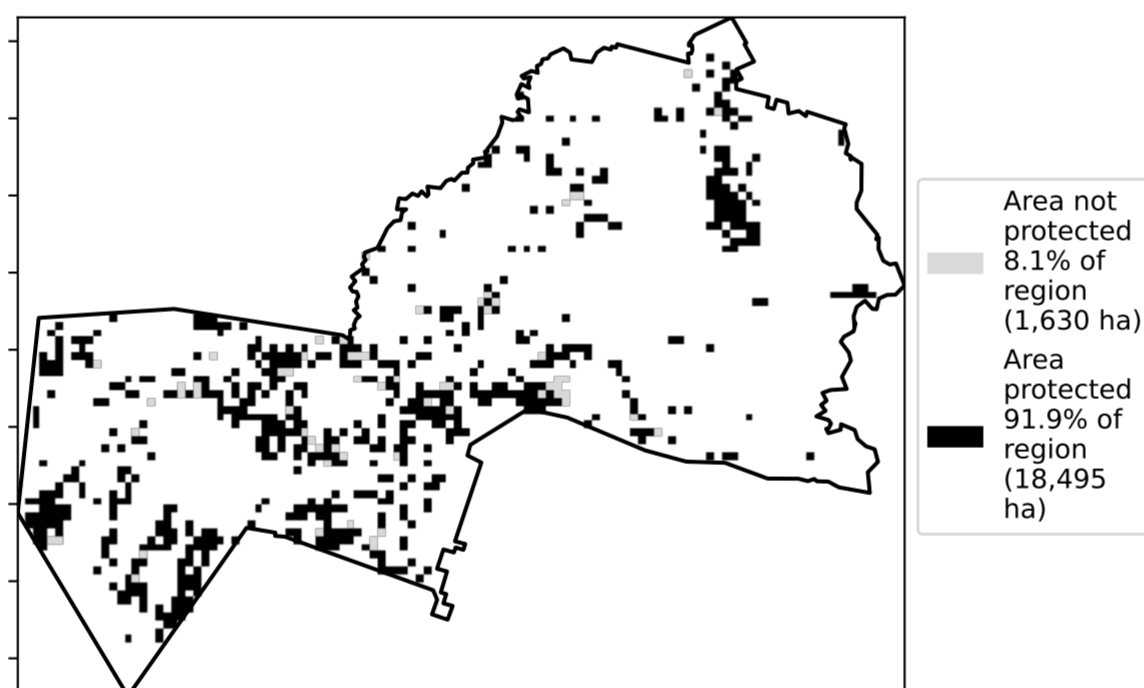 Area not
protected
8.1% of
region
(1,630 ha)
Area
protected
91.9% of
region
(18,495
ha)